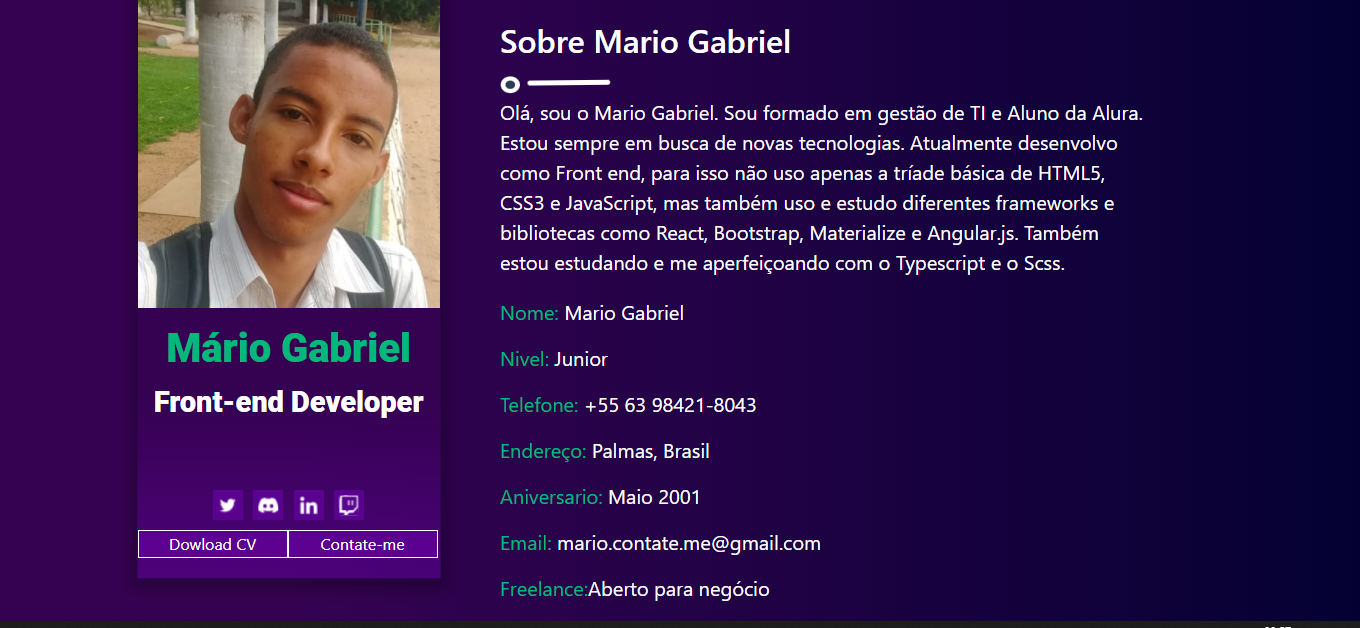 Mário Gabriel
Front-end Developer
Dowload CV
Contate-me
Sobre Mario Gabriel
Olá, sou o Mario Gabriel. Sou formado em gestão de TI e Aluno da Alura.
Estou sempre em busca de novas tecnologias. Atualmente desenvolvo
como Front end, para isso não uso apenas a tríade básica de HTML5,
CSS3 e JavaScript, mas também uso e estudo diferentes frameworks e
bibliotecas como React, Bootstrap, Materialize e Angular.js. Também
estou estudando e me aperfeiçoando com o Typescript e o Scss.
Nome: Mario Gabriel
Nivel: Junior
Telefone: +55 63 98421-8043
Endereço: Palmas, Brasil
Aniversario: Maio 2001
Email: mario.contate.me@gmail.com
Freelance:Aberto para negócio